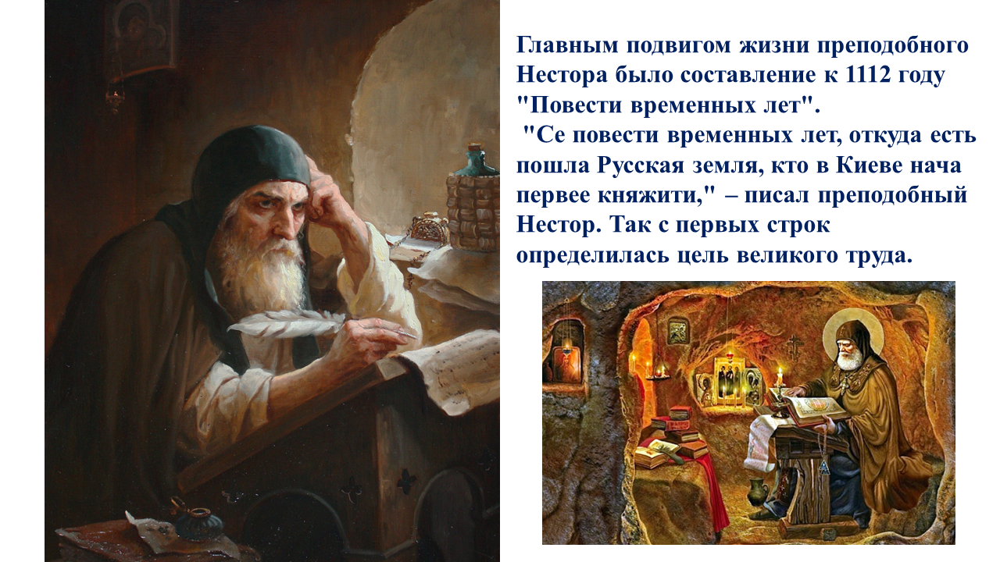 Главным подвигом жизни преподобного
Нестора было составление к 1112 году
"Повести временных лет".
"Се повести временных лет, откуда есть
пошла Русская земля, кто в Киеве нача
первее княжити," – писал преподобный
Нестор. Так с первых строк
определилась цель великого труда.